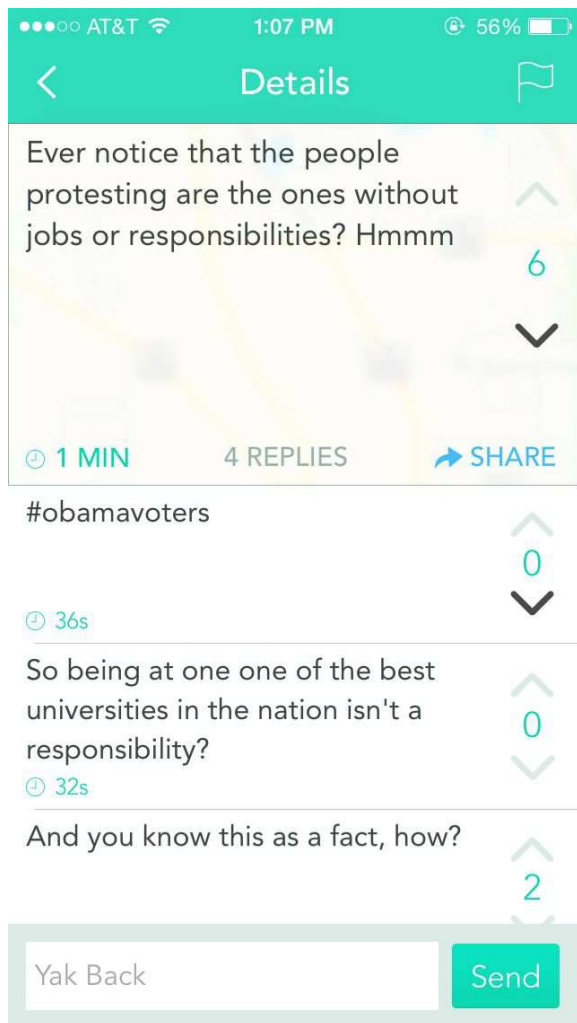 AT&T 1:07 PM 56%
Details
Ever notice that the people
protesting are the ones without
jobs or responsibilities? Hmmm
6
1 MIN 4 REPLIES SHARE
#obamavoters
0
36s
So being at one one of the best
universities in the nation isn't a
responsibility?
0
32s
And you know this as a fact, how?
2
Yak Back Send